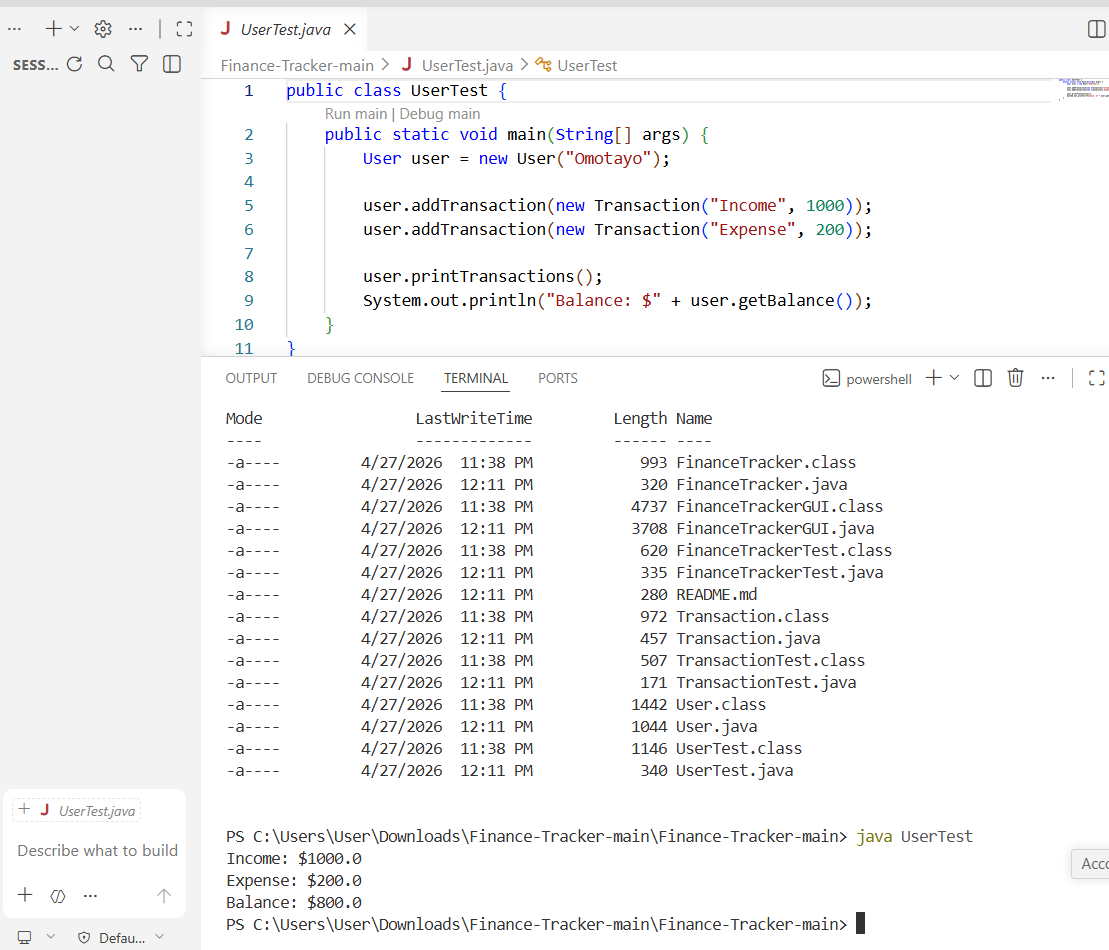 J UserTest.java
SESS...
Finance-Tracker-main > J UserTest.java > UserTest
1 public class UserTest {
Run main | Debug main
2 public static void main(String[] args) {
3 User user = new User("Omotayo");
4
5 user.addTransaction(new Transaction("Income", 1000));
6 user.addTransaction(new Transaction("Expense", 200));
7
8 user.printTransactions();
9 System.out.println("Balance: $" + user.getBalance());
10 }
11 }
OUTPUT DEBUG CONSOLE TERMINAL PORTS powershell
Mode LastWriteTime Length Name
---- ------------- ------ ----
-a---- 4/27/2026 11:38 PM 993 FinanceTracker.class
-a---- 4/27/2026 12:11 PM 320 FinanceTracker.java
-a---- 4/27/2026 11:38 PM 4737 FinanceTrackerGUI.class
-a---- 4/27/2026 12:11 PM 3708 FinanceTrackerGUI.java
-a---- 4/27/2026 11:38 PM 620 FinanceTrackerTest.class
-a---- 4/27/2026 12:11 PM 335 FinanceTrackerTest.java
-a---- 4/27/2026 12:11 PM 280 README.md
-a---- 4/27/2026 11:38 PM 972 Transaction.class
-a---- 4/27/2026 12:11 PM 457 Transaction.java
-a---- 4/27/2026 11:38 PM 507 TransactionTest.class
-a---- 4/27/2026 12:11 PM 171 TransactionTest.java
-a---- 4/27/2026 11:38 PM 1442 User.class
-a---- 4/27/2026 12:11 PM 1044 User.java
-a---- 4/27/2026 11:38 PM 1146 UserTest.class
-a---- 4/27/2026 12:11 PM 340 UserTest.java
PS C:\Users\User\Downloads\Finance-Tracker-main\Finance-Tracker-main> java UserTest
Income: $1000.0
Expense: $200.0
Balance: $800.0
PS C:\Users\User\Downloads\Finance-Tracker-main\Finance-Tracker-main>
J UserTest.java
Describe what to build
Defau...